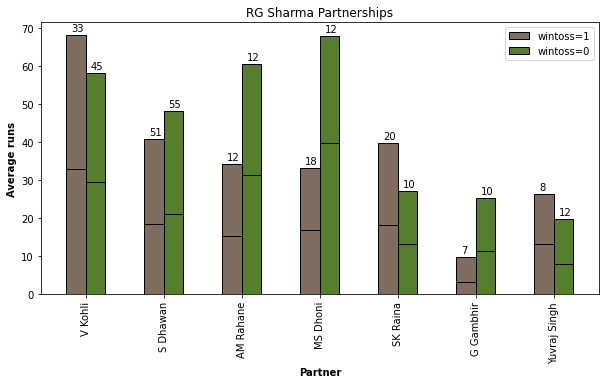 RG Sharma Partnerships
wintoss=1
wintoss=0
Average runs
70
60
50
40
30
20
10
0
33
45
51
55
12
12
18
12
20
10
7
10
8
12
V Kohli
S Dhawan
AM Rahane
MS Dhoni
SK Raina
G Gambhir
Yuvraj Singh
Partner